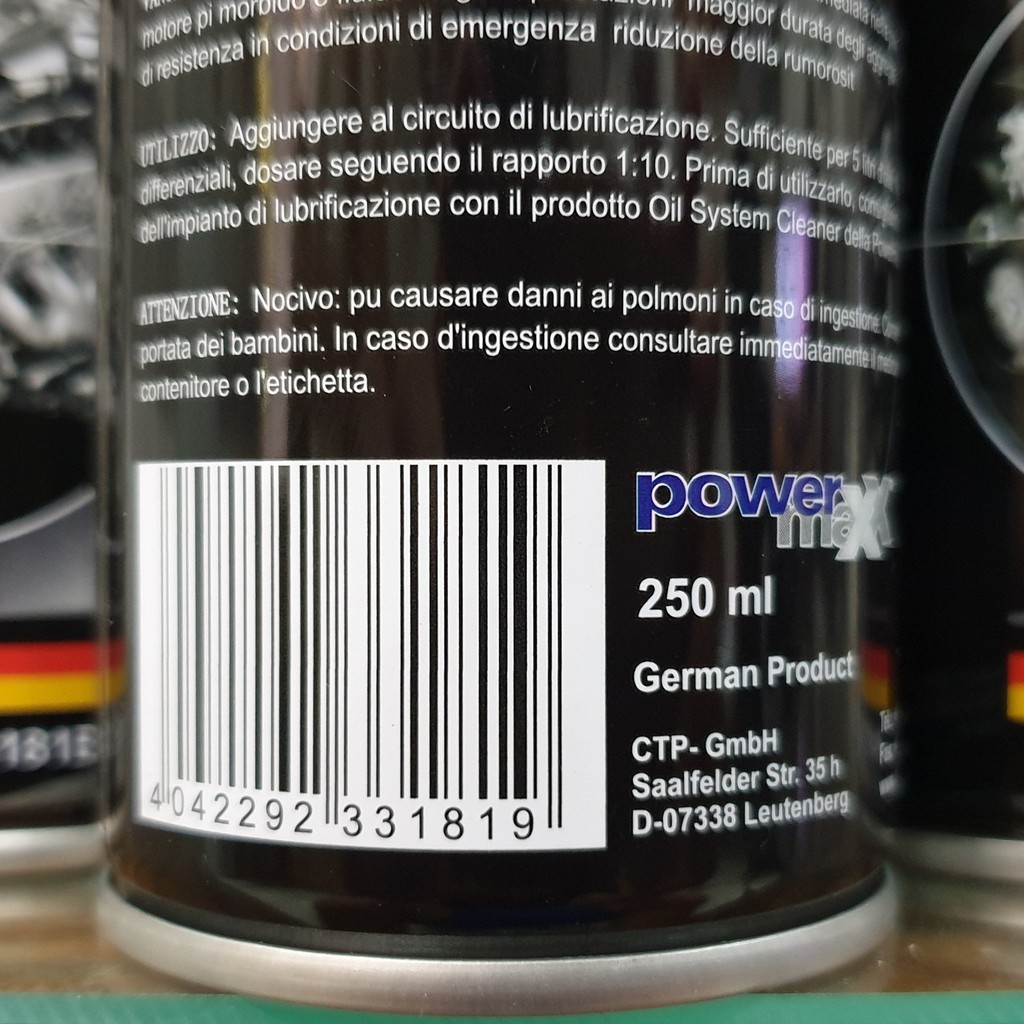 motore pi morbido
maggior durata degli
di resistenza in condizioni di emergenza riduzione della rumorosit
UTILIZZO: Aggiungere al circuito di lubrificazione. Sufficiente per 5 litri
differenziali, dosare seguendo il rapporto 1:10. Prima di utilizzarlo,
dell'impianto di lubrificazione con il prodotto Oil System Cleaner della
ATTENZIONE: Nocivo: pu causare danni ai polmoni in caso di ingestione.
portata dei bambini. In caso d'ingestione consultare immediatamente il
contenitore o l'etichetta.
power
maxx
250 ml
German Product
CTP- GmbH
Saalfelder Str. 35 h
D-07338 Leutenberg
4 042292 331819